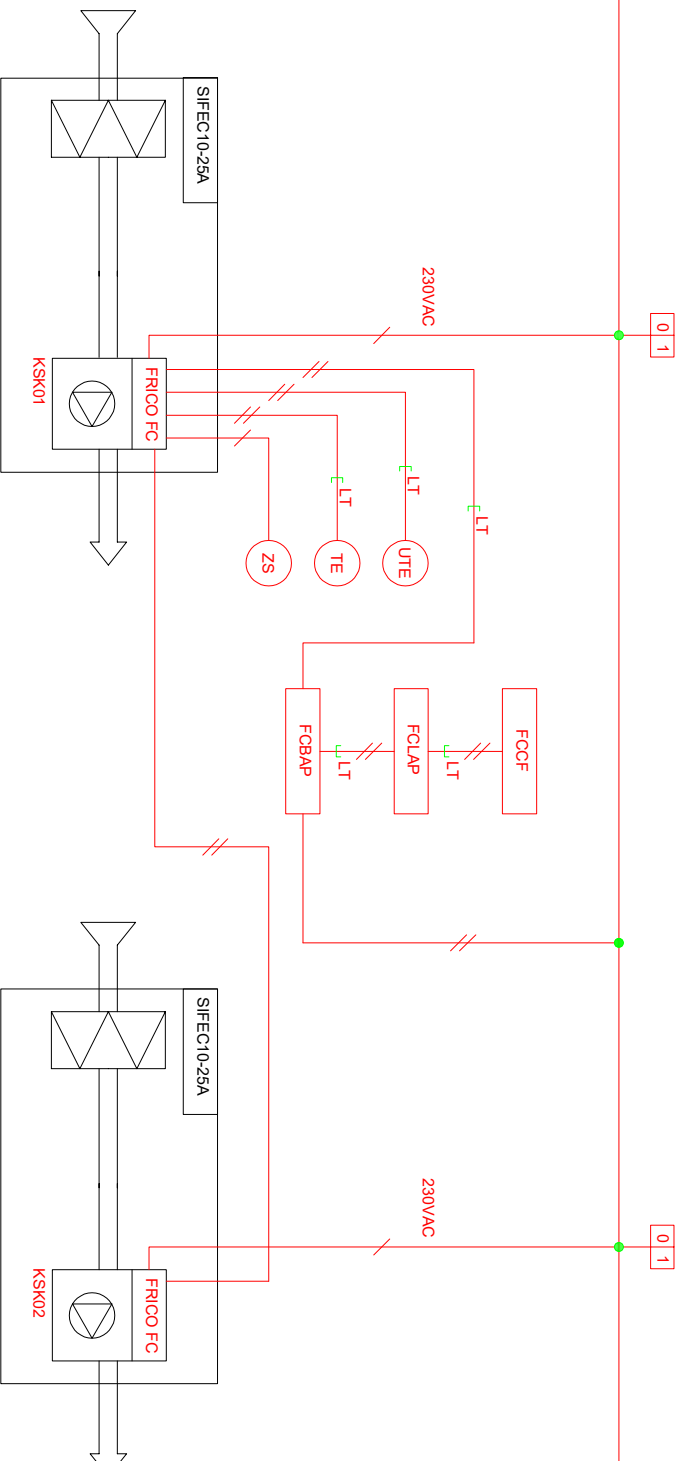 0 1
230VAC
SIFEC10-25A
FRICO FC
KSK01
LT
LT
LT
UTE
TE
ZS
FCCF
FCLAP
FCBAP
LT
LT
0 1
230VAC
SIFEC10-25A
FRICO FC
KSK02